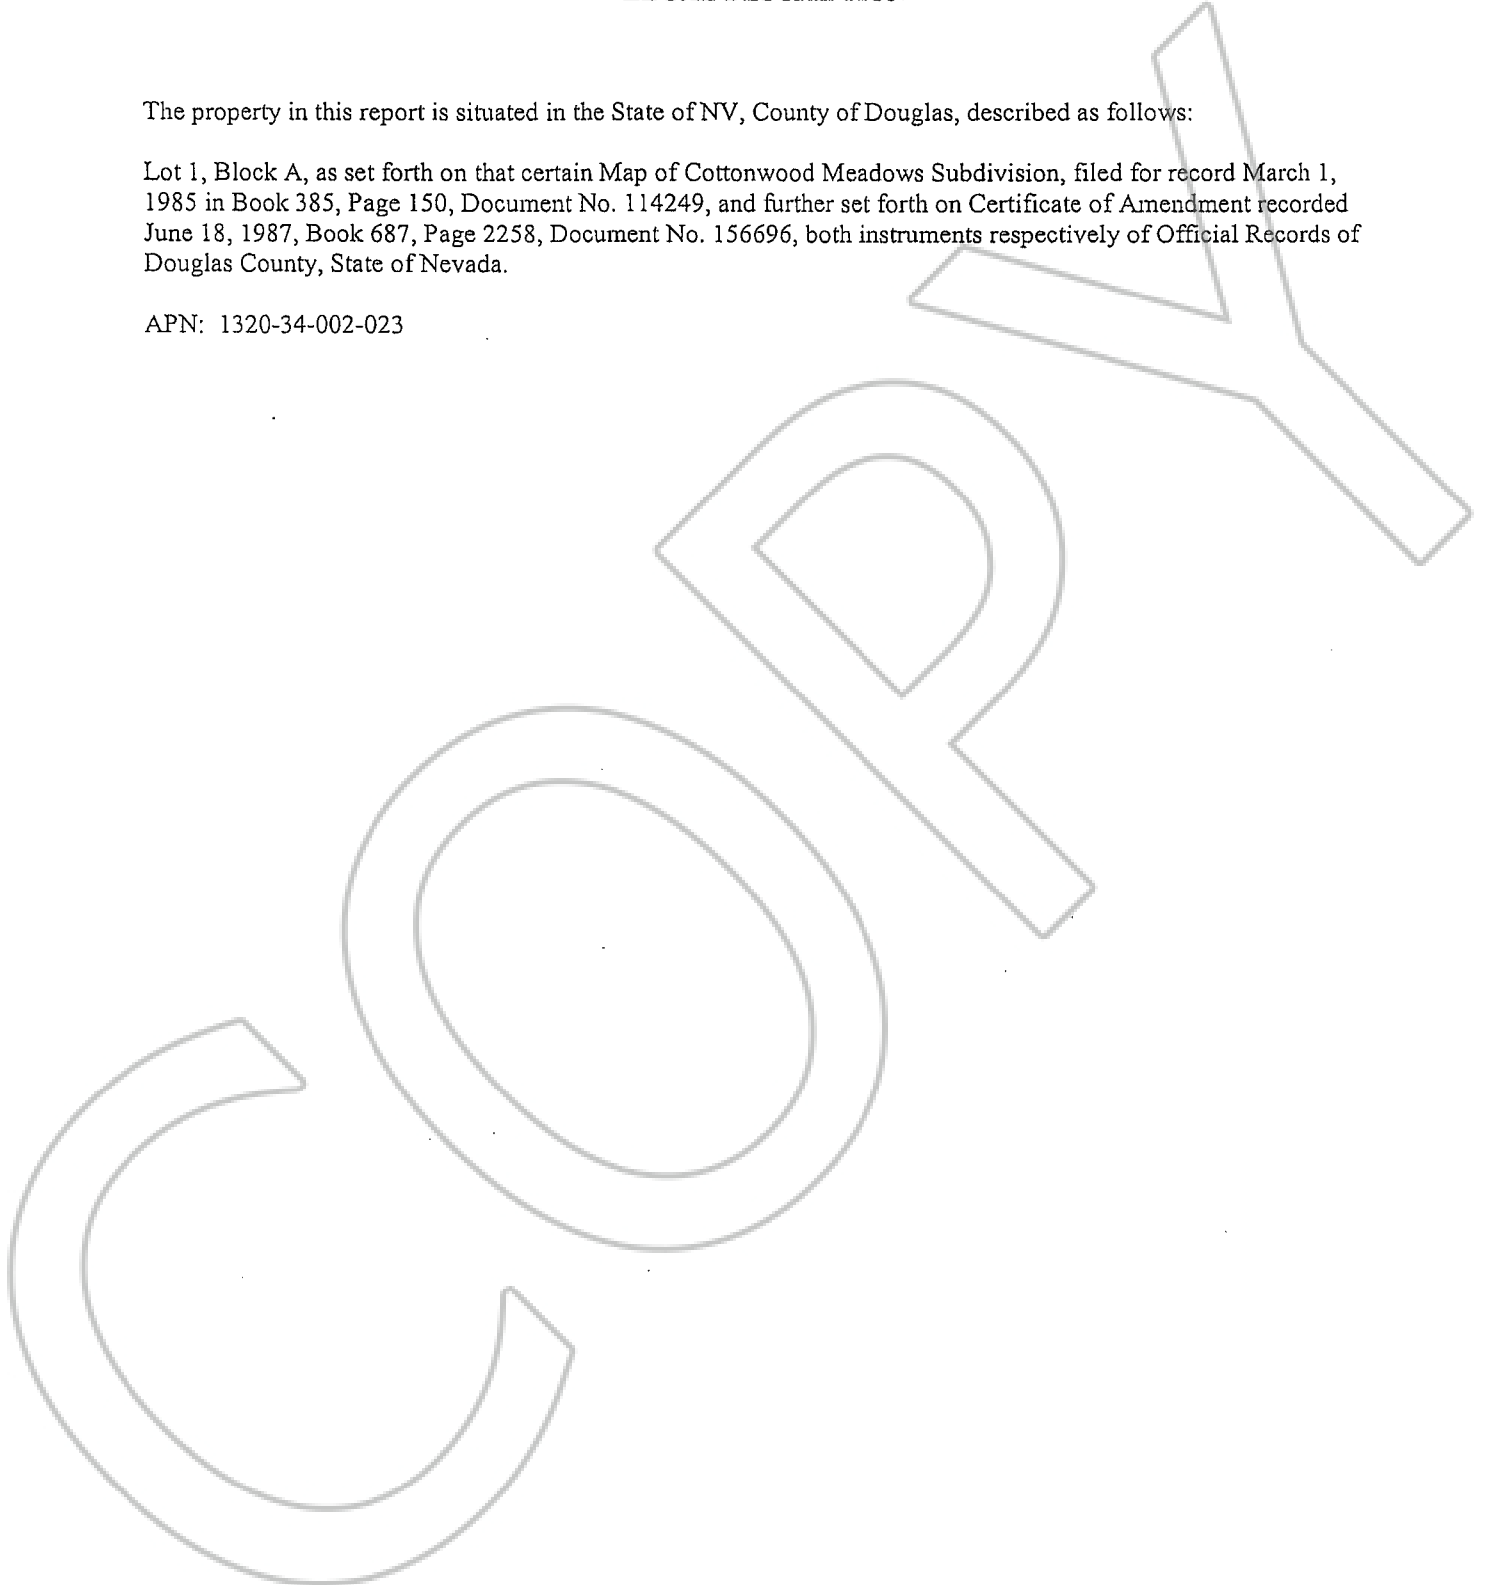 The property in this report is situated in the State of NV, County of Douglas, described as follows:
Lot 1, Block A, as set forth on that certain Map of Cottonwood Meadows Subdivision, filed for record March 1,
1985 in Book 385, Page 150, Document No. 114249, and further set forth on Certificate of Amendment recorded
June 18, 1987, Book 687, Page 2258, Document No. 156696, both instruments respectively of Official Records of
Douglas County, State of Nevada.
APN: 1320-34-002-023
COPY